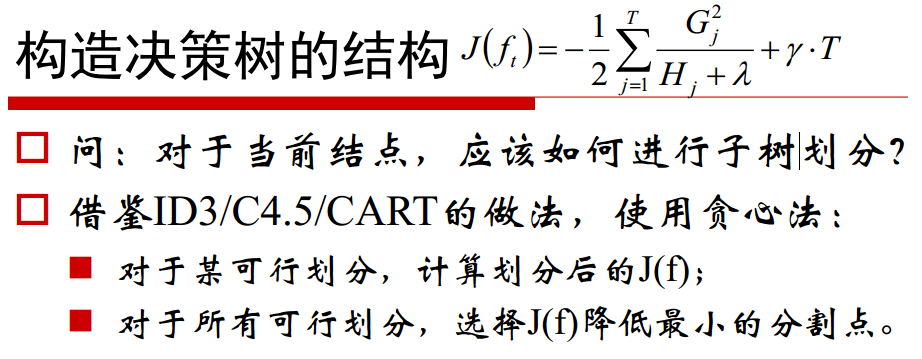 构造决策树的结构 J(f_t) = -\frac{1}{2} \sum_{j=1}^{T} \frac{G_j^2}{H_j + \lambda} + \gamma \cdot T
问：对于当前结点，应该如何进行子树划分？
借鉴ID3/C4.5/CART的做法，使用贪心法：
对于某可行划分，计算划分后的J(f)；
对于所有可行划分，选择J(f)降低最小的分割点。